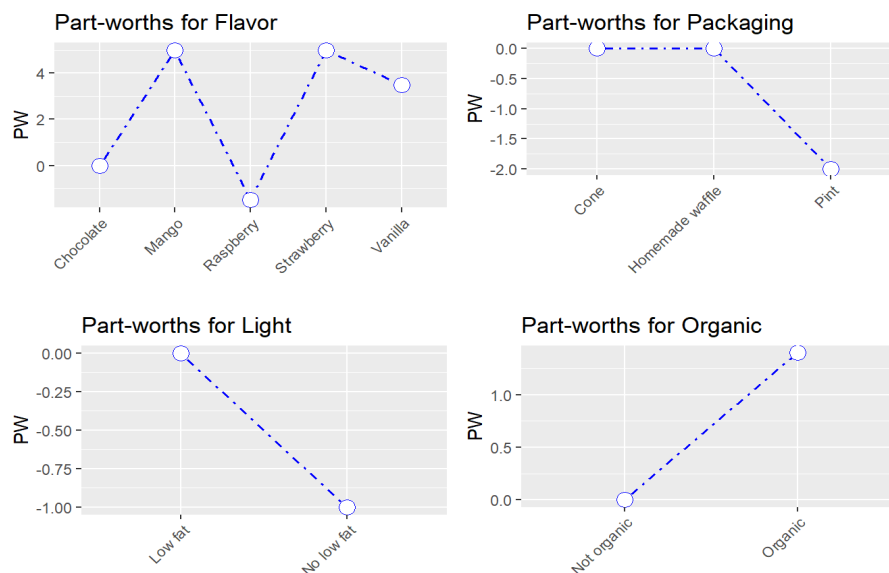 Part-worths for Flavor
PW
4
2
0
Chocolate
Mango
Raspberry
Strawberry
Vanilla
Part-worths for Packaging
PW
0.0
-0.5
-1.0
-1.5
-2.0
Cone
Homemade waffle
Pint
Part-worths for Light
PW
0.00
-0.25
-0.50
-0.75
-1.00
Low fat
No low fat
Part-worths for Organic
PW
1.0
0.5
0.0
Not organic
Organic